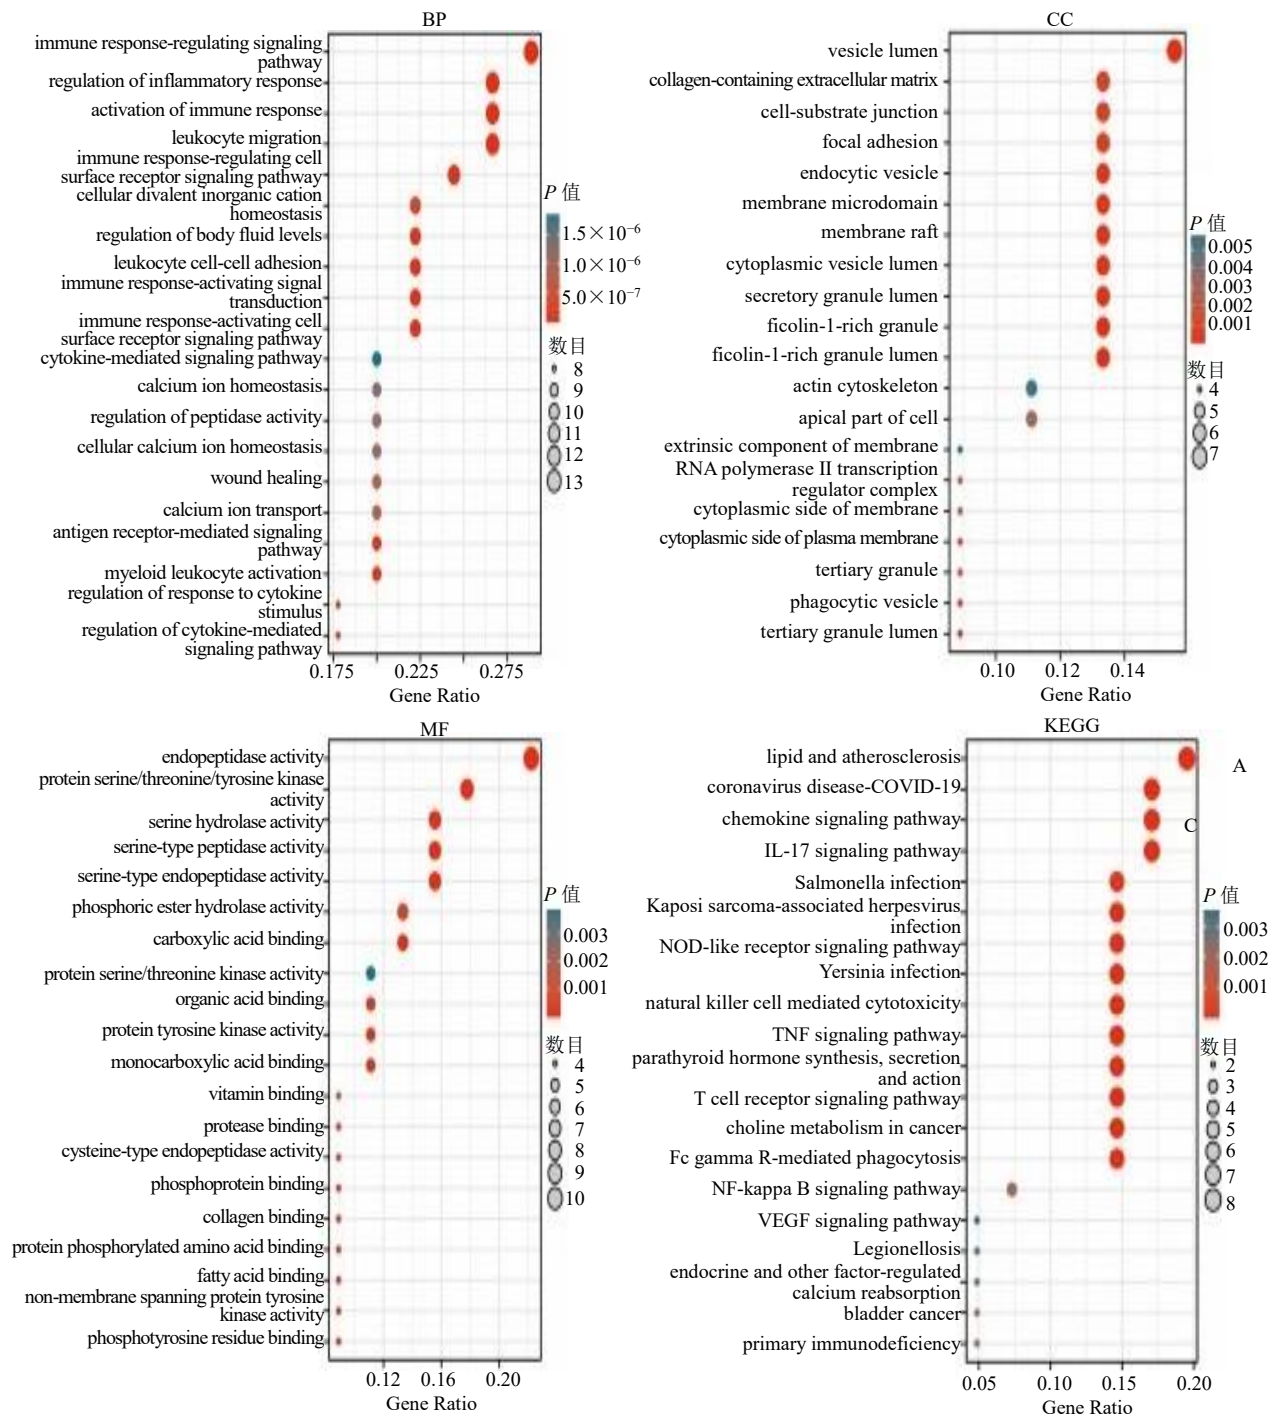 BP
immune response-regulating signaling
pathway
regulation of inflammatory response
activation of immune response
leukocyte migration
immune response-regulating cell
surface receptor signaling pathway
cellular divalent inorganic cation
homeostasis
regulation of body fluid levels
leukocyte cell-cell adhesion
immune response-activating signal
transduction
immune response-activating cell
surface receptor signaling pathway
cytokine-mediated signaling pathway
calcium ion homeostasis
regulation of peptidase activity
cellular calcium ion homeostasis
wound healing
calcium ion transport
antigen receptor-mediated signaling
pathway
myeloid leukocyte activation
regulation of response to cytokine
stimulus
regulation of cytokine-mediated
signaling pathway
0.175 0.225 0.275
Gene Ratio
P 值
1.5×10⁻⁶
1.0×10⁻⁶
5.0×10⁻⁷
数目
8
9
10
11
12
13
CC
vesicle lumen
collagen-containing extracellular matrix
cell-substrate junction
focal adhesion
endocytic vesicle
membrane microdomain
membrane raft
cytoplasmic vesicle lumen
secretory granule lumen
ficolin-1-rich granule
ficolin-1-rich granule lumen
actin cytoskeleton
apical part of cell
extrinsic component of membrane
RNA polymerase II transcription
regulator complex
cytoplasmic side of membrane
cytoplasmic side of plasma membrane
tertiary granule
phagocytic vesicle
tertiary granule lumen
0.10 0.12 0.14
Gene Ratio
P 值
0.005
0.004
0.003
0.002
0.001
数目
4
5
6
7
MF
endopeptidase activity
protein serine/threonine/tyrosine kinase
activity
serine hydrolase activity
serine-type peptidase activity
serine-type endopeptidase activity
phosphoric ester hydrolase activity
carboxylic acid binding
protein serine/threonine kinase activity
organic acid binding
protein tyrosine kinase activity
monocarboxylic acid binding
vitamin binding
protease binding
cysteine-type endopeptidase activity
phosphoprotein binding
collagen binding
protein phosphorylated amino acid binding
fatty acid binding
non-membrane spanning protein tyrosine
kinase activity
phosphotyrosine residue binding
0.12 0.16 0.20
Gene Ratio
P 值
0.003
0.002
0.001
数目
4
5
6
7
8
9
10
KEGG
lipid and atherosclerosis
coronavirus disease-COVID-19
chemokine signaling pathway
IL-17 signaling pathway
Salmonella infection
Kaposi sarcoma-associated herpesvirus
infection
NOD-like receptor signaling pathway
Yersinia infection
natural killer cell mediated cytotoxicity
TNF signaling pathway
parathyroid hormone synthesis, secretion
and action
T cell receptor signaling pathway
choline metabolism in cancer
Fc gamma R-mediated phagocytosis
NF-kappa B signaling pathway
VEGF signaling pathway
Legionellosis
endocrine and other factor-regulated
calcium reabsorption
bladder cancer
primary immunodeficiency
0.05 0.10 0.15 0.20
Gene Ratio
A
C
P 值
0.003
0.002
0.001
数目
2
3
4
5
6
7
8